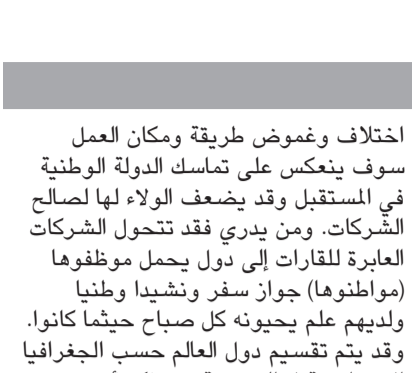 اختلاف وغموض طريقة ومكان العمل
سوف ينعكس على تماسك الدولة الوطنية
في المستقبل وقد يضعف الولاء لها لصالح
الشركات. ومن يدري فقد تتحول الشركات
العابرة للقارات إلى دول يحمل موظفوها
(مواطنوها) جواز سفر ونشيدا وطنيا
ولديهم علم يحيونه كل صباح حيثما كانوا.
وقد يتم تقسيم دول العالم حسب الجغرافيا